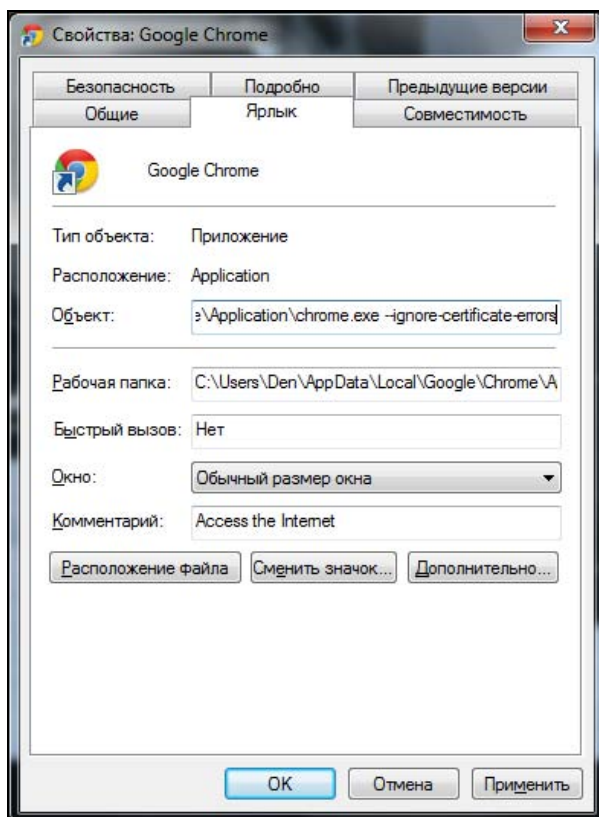 Свойства: Google Chrome
Безопасность Подробно Предыдущие версии
Общие Ярлык Совместимость
Google Chrome
Тип объекта: Приложение
Расположение: Application
Объект: e\Application\chrome.exe --ignore-certificate-errors
Рабочая папка: C:\Users\Den\AppData\Local\Google\Chrome\A
Быстрый вызов: Нет
Окно: Обычный размер окна
Комментарий: Access the Internet
Расположение файла Сменить значок... Дополнительно...
ОК Отмена Применить